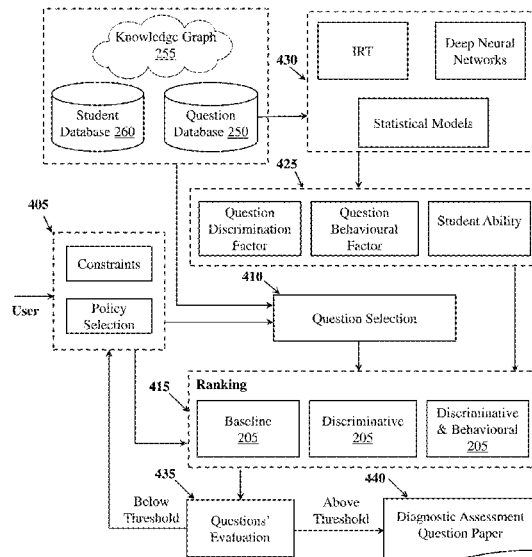 Knowledge Graph
255
Student
Database 260
Question
Database 250
430
IRT
Deep Neural
Networks
Statistical Models
425
Question
Discrimination
Factor
Question
Behavioural
Factor
Student Ability
405
Constraints
Policy
Selection
User
410
Question Selection
415
Ranking
Baseline
205
Discriminative
205
Discriminative
& Behavioural
205
435
Below
Threshold
Questions'
Evaluation
Above
Threshold
440
Diagnostic Assessment
Question Paper